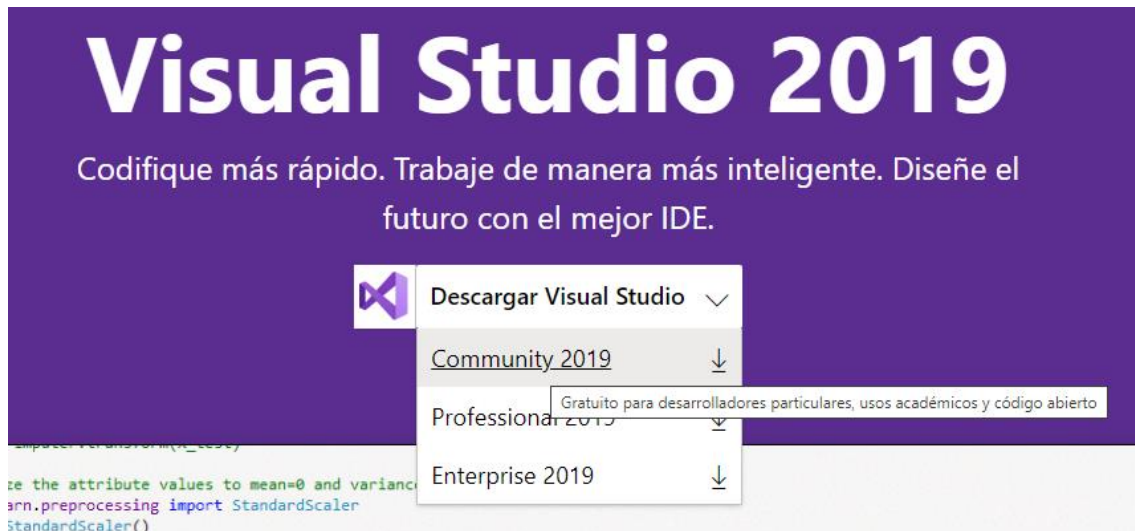 Visual Studio 2019
Codifique más rápido. Trabaje de manera más inteligente. Diseñe el
futuro con el mejor IDE.
Descargar Visual Studio
Community 2019
Gratuito para desarrolladores particulares, usos académicos y código abierto
Professional 2019
Enterprise 2019
ze the attribute values to mean=0 and varianc
arn.preprocessing import StandardScaler
StandardScaler()